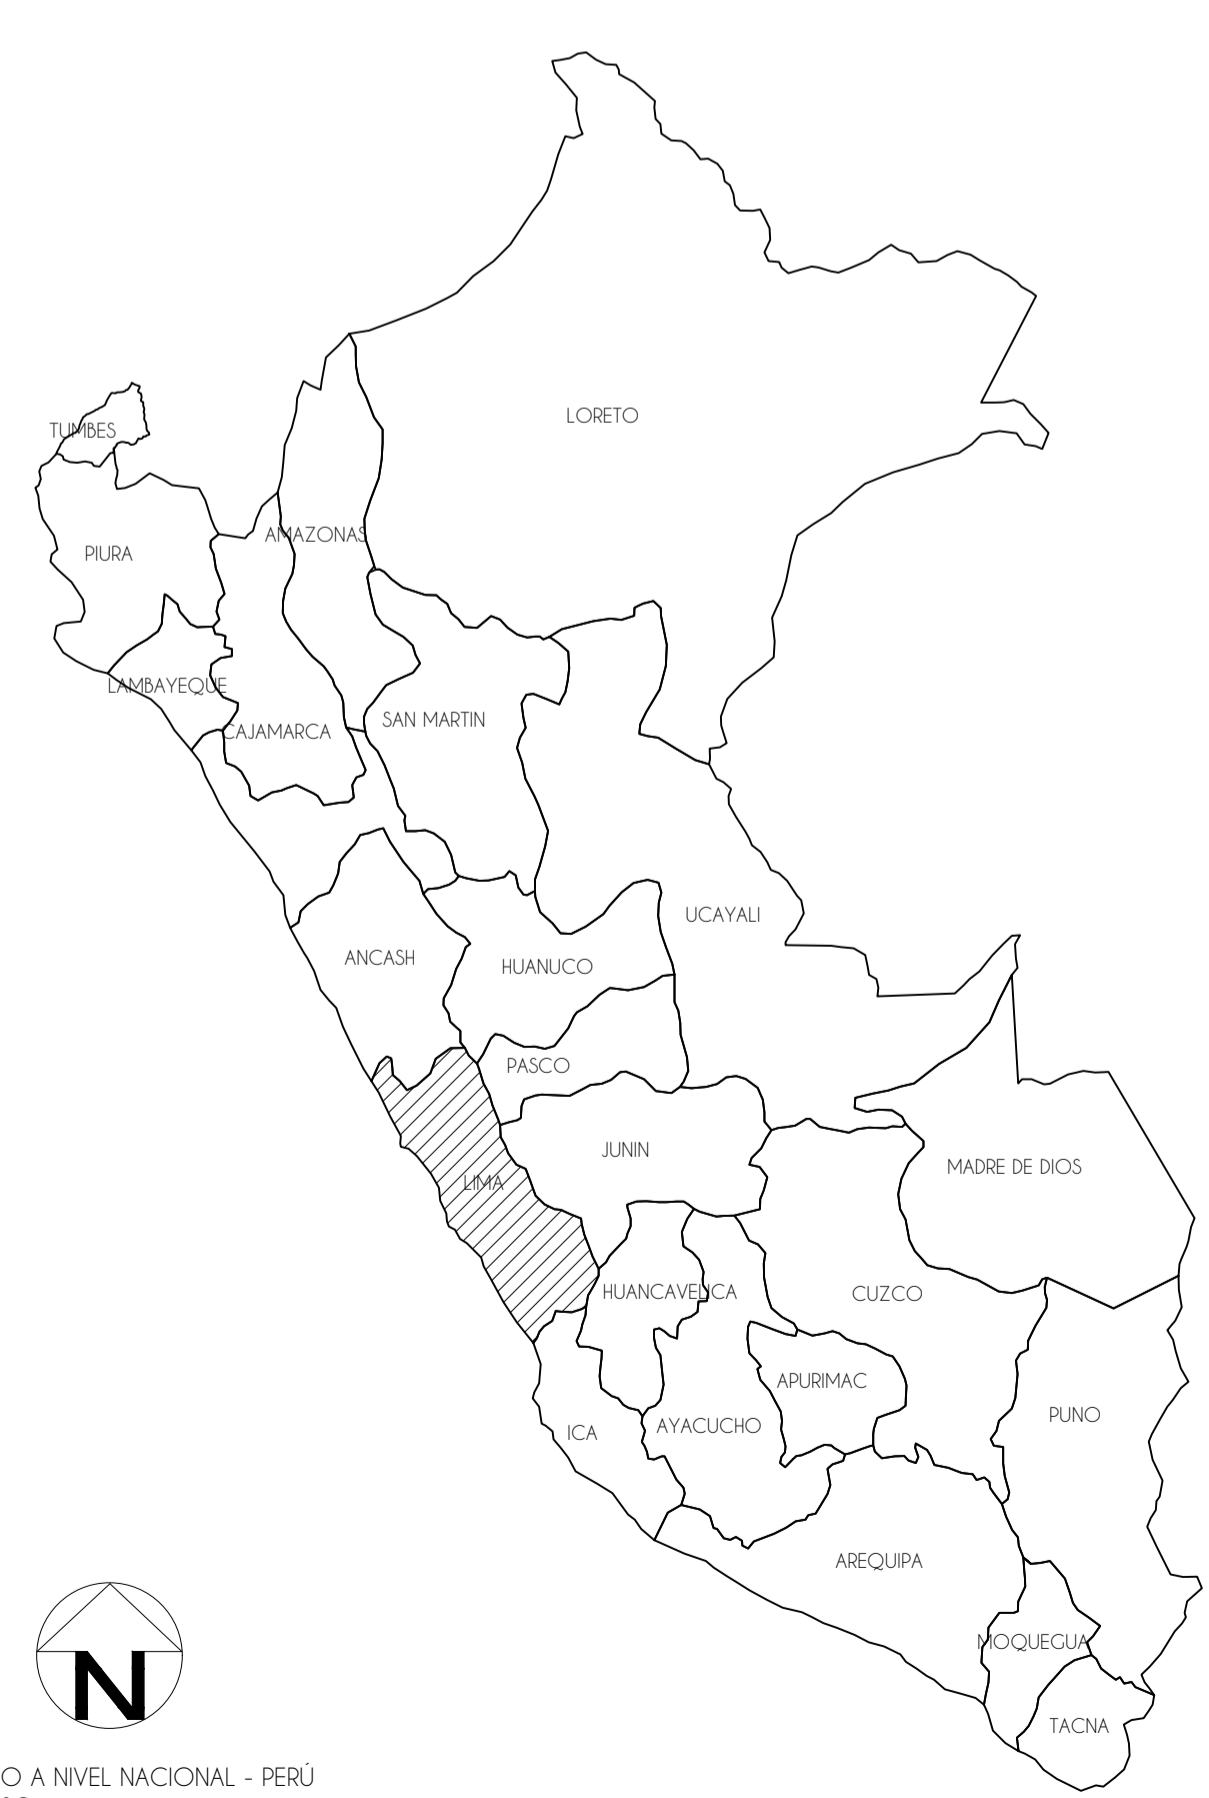 LORETO
TUMBES
AMAZONAS
PIURA
LAMBAYEQUE
SAN MARTIN
CAJAMARCA
UCAYALI
ANCASH
HUANUCO
PASCO
JUNIN
MADRE DE DIOS
LIMA
HUANCAVELICA
CUZCO
APURIMAC
PUNO
AYACUCHO
ICA
AREQUIPA
MOQUEGUA
N
TACNA
O A NIVEL NACIONAL - PERÚ